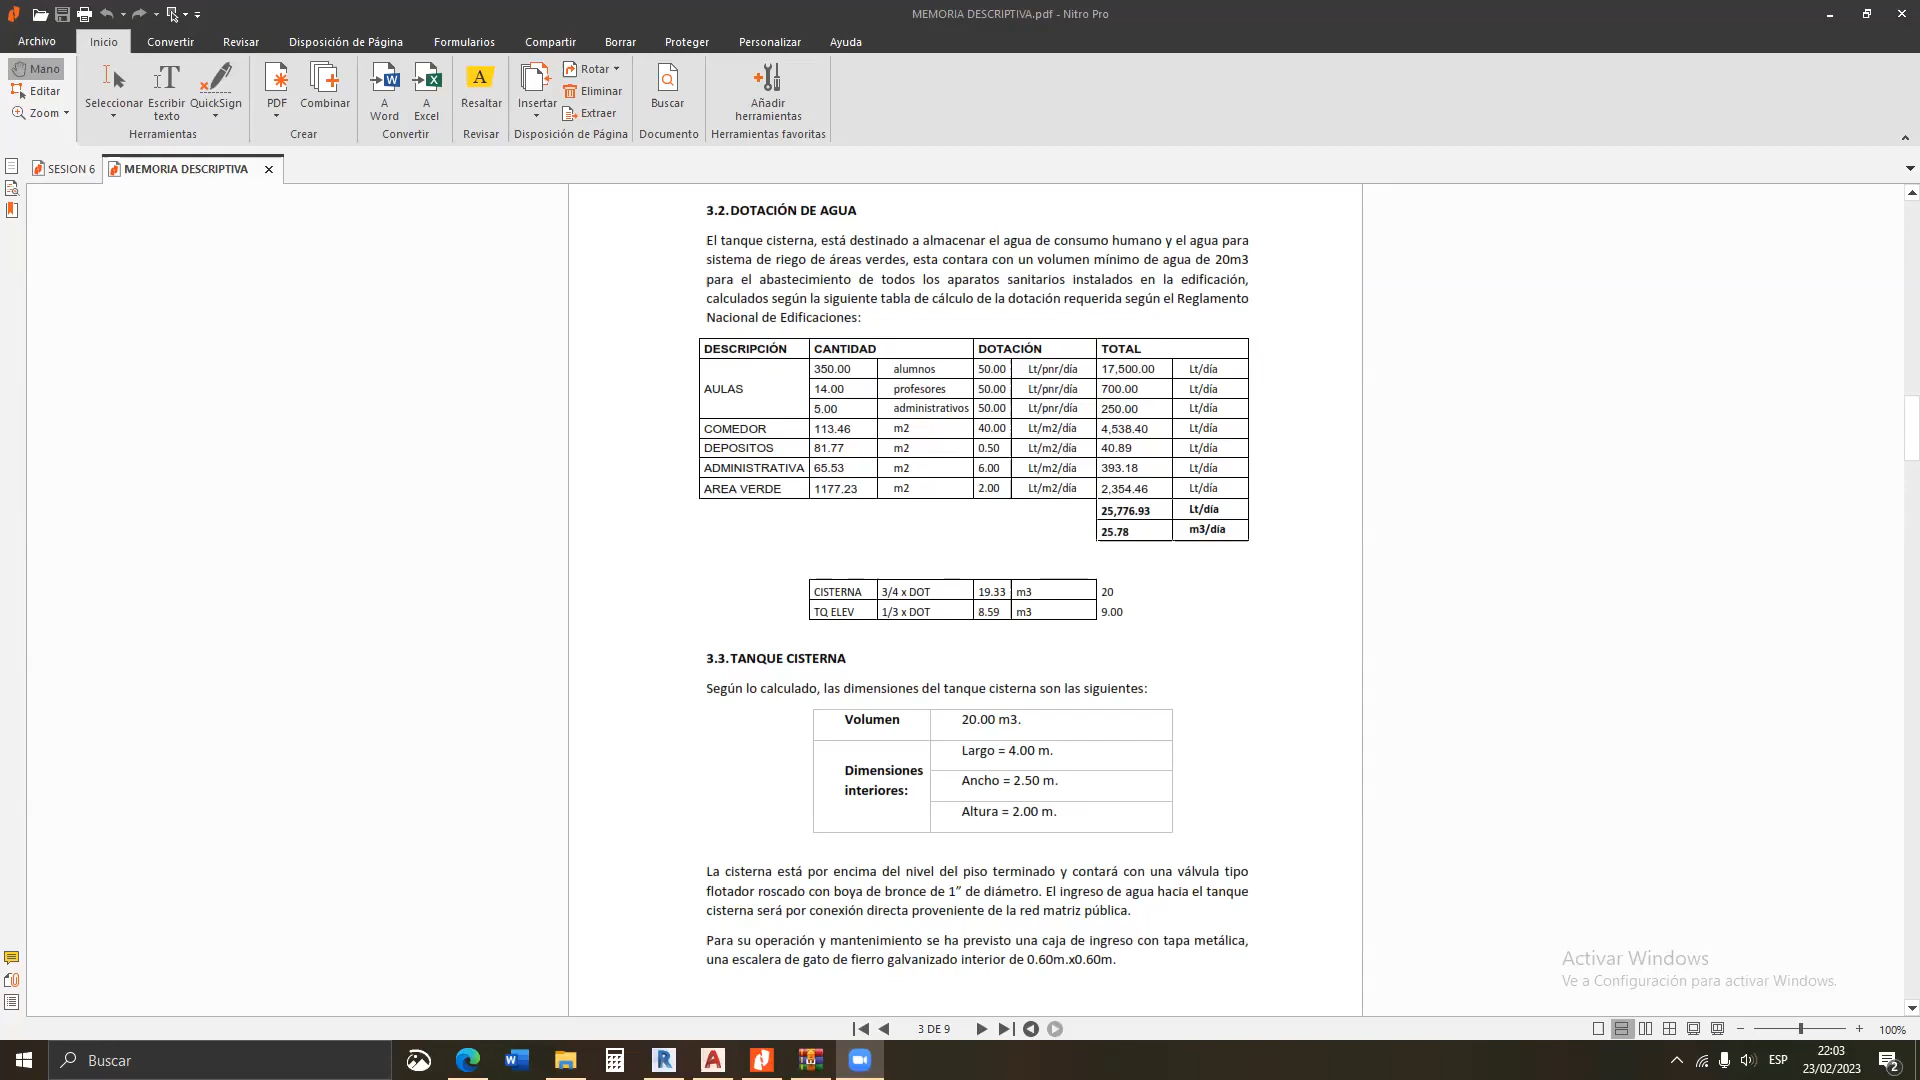 MEMORIA DESCRIPTIVA.pdf - Nitro Pro
Archivo Inicio Convertir Revisar Disposición de Página Formularios Compartir Borrar Proteger Personalizar Ayuda
Mano
Editar
Zoom
Seleccionar Escribir texto QuickSign
Herramientas
PDF Combinar
Crear
A Word A Excel
Convertir
Resaltar
Revisar
Insertar Rotar Eliminar Extraer
Disposición de Página
Buscar
Documento
Añadir herramientas
Herramientas favoritas
SESION 6 MEMORIA DESCRIPTIVA
3.2. DOTACIÓN DE AGUA
El tanque cisterna, está destinado a almacenar el agua de consumo humano y el agua para
sistema de riego de áreas verdes, esta contara con un volumen mínimo de agua de 20m3
para el abastecimiento de todos los aparatos sanitarios instalados en la edificación,
calculados según la siguiente tabla de cálculo de la dotación requerida según el Reglamento
Nacional de Edificaciones:
DESCRIPCIÓN CANTIDAD DOTACIÓN TOTAL
AULAS
350.00 alumnos 50.00 Lt/pnr/día 17,500.00 Lt/día
14.00 profesores 50.00 Lt/pnr/día 700.00 Lt/día
5.00 administrativos 50.00 Lt/pnr/día 250.00 Lt/día
COMEDOR 113.46 m2 40.00 Lt/m2/día 4,538.40 Lt/día
DEPOSITOS 81.77 m2 0.50 Lt/m2/día 40.89 Lt/día
ADMINISTRATIVA 65.53 m2 6.00 Lt/m2/día 393.18 Lt/día
AREA VERDE 1177.23 m2 2.00 Lt/m2/día 2,354.46 Lt/día
25,776.93 Lt/día
25.78 m3/día
CISTERNA 3/4 x DOT 19.33 m3 20
TQ ELEV 1/3 x DOT 8.59 m3 9.00
3.3. TANQUE CISTERNA
Según lo calculado, las dimensiones del tanque cisterna son las siguientes:
Volumen 20.00 m3.
Dimensiones interiores:
Largo = 4.00 m.
Ancho = 2.50 m.
Altura = 2.00 m.
La cisterna está por encima del nivel del piso terminado y contará con una válvula tipo
flotador roscado con boya de bronce de 1” de diámetro. El ingreso de agua hacia el tanque
cisterna será por conexión directa proveniente de la red matriz pública.
Para su operación y mantenimiento se ha previsto una caja de ingreso con tapa metálica,
una escalera de gato de fierro galvanizado interior de 0.60m.x0.60m.
Activar Windows
Ve a Configuración para activar Windows.
3 DE 9
100%
Buscar
ESP
22:03
23/02/2023
2